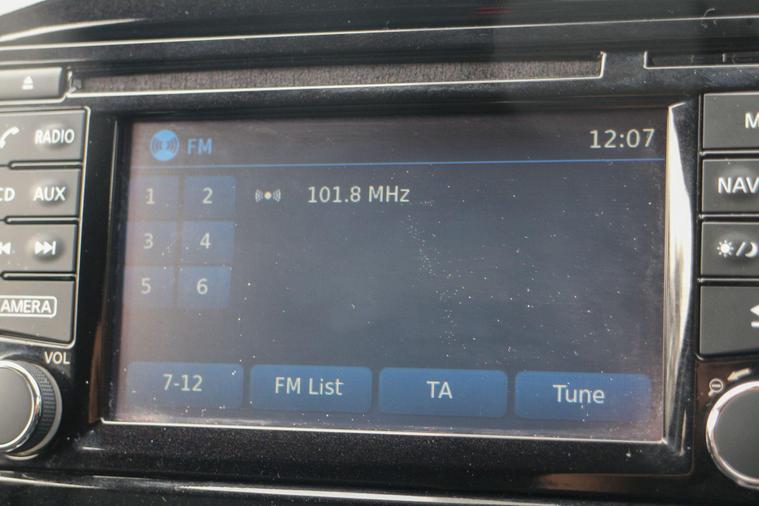 RADIO
CD AUX
CAMERA
VOL
FM 12:07
1 2 101.8 MHz
3 4
5 6
7-12 FM List TA Tune
M
NAV